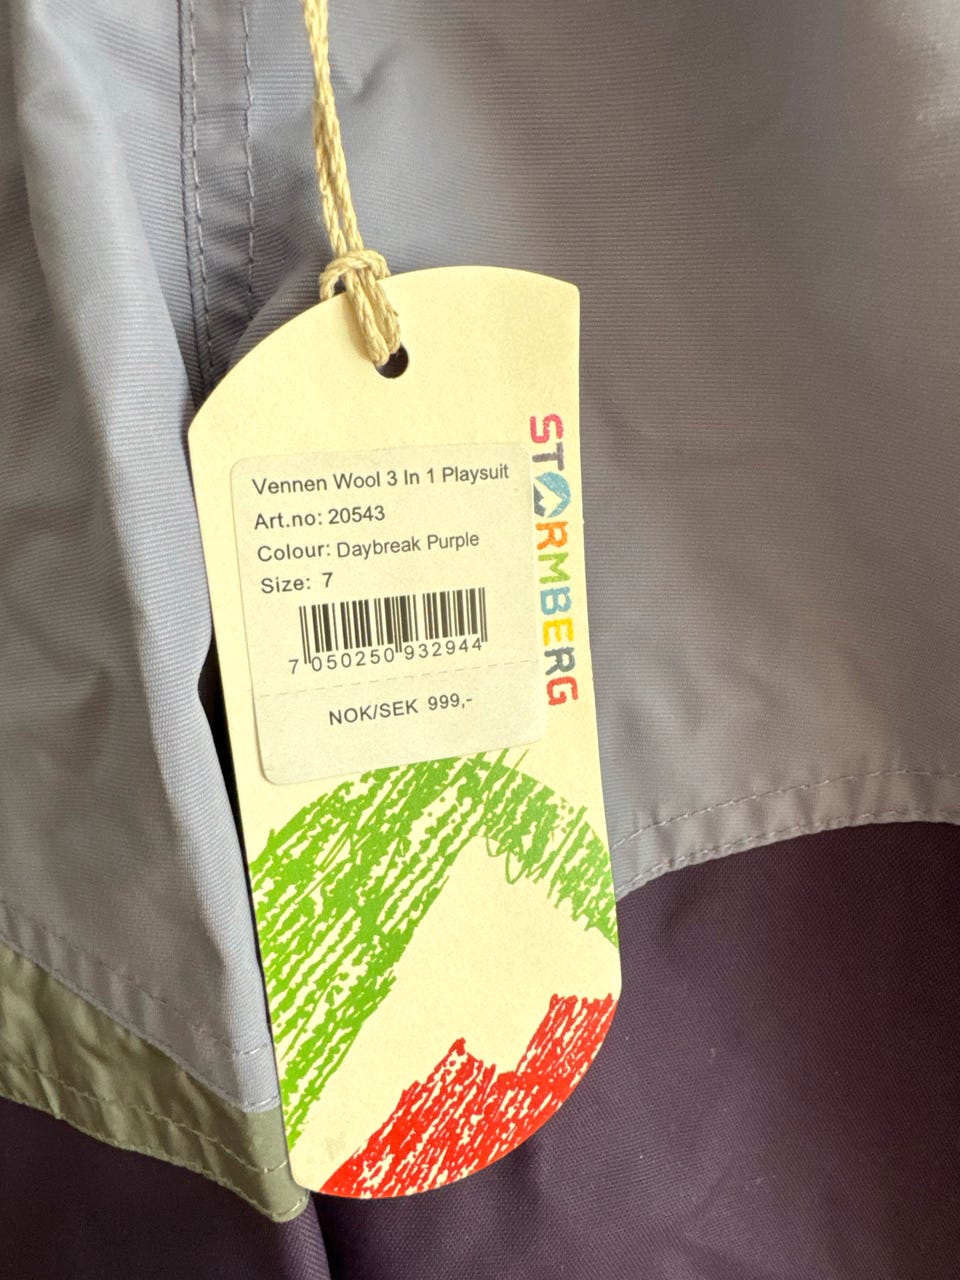 Vennen Wool 3 In 1 Playsuit
Art.no: 20543
Colour: Daybreak Purple
Size: 7
7 050250 932944
NOK/SEK 999,-
STORMBERG